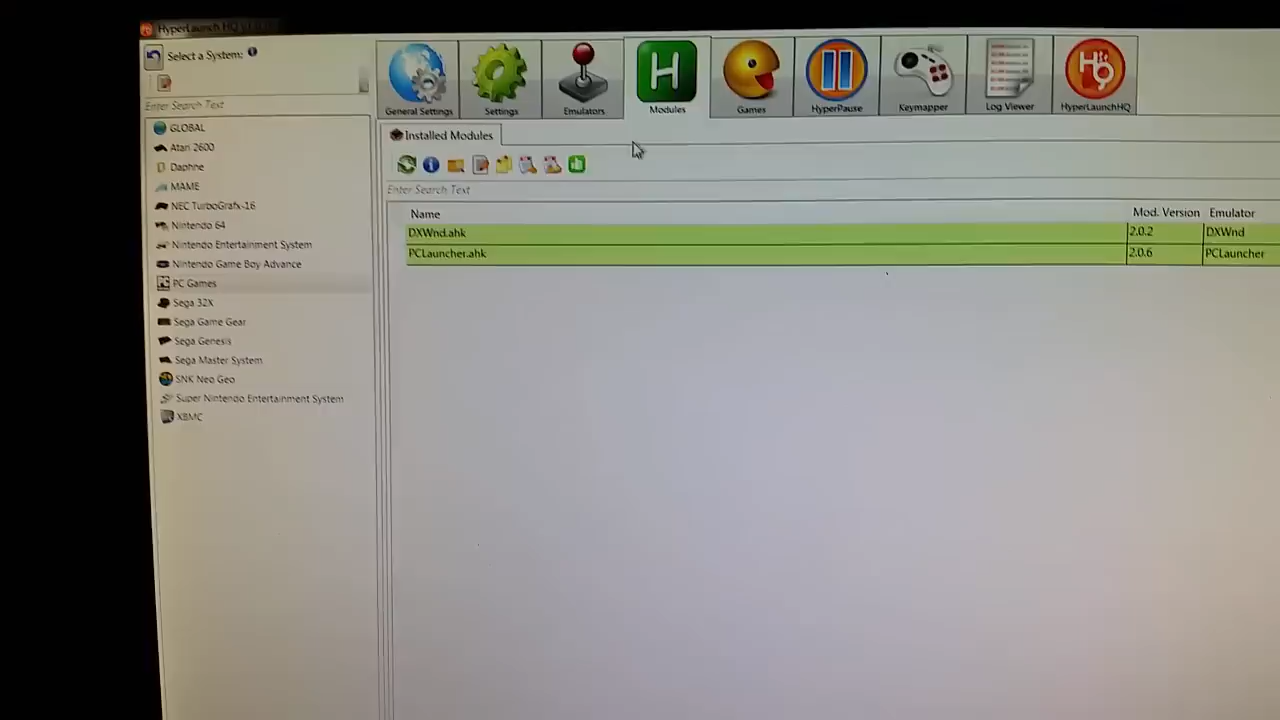 HyperLaunch HQ
Select a System:
Enter Search Text
GLOBAL
Atari 2600
Daphne
MAME
NEC TurboGrafx-16
Nintendo 64
Nintendo Entertainment System
Nintendo Game Boy Advance
PC Games
Sega 32X
Sega Game Gear
Sega Genesis
Sega Master System
SNK Neo Geo
Super Nintendo Entertainment System
XBMC
General Settings
Settings
Emulators
H
Modules
Games
HyperPause
Keymapper
Log Viewer
HyperLaunchHQ
Installed Modules
Enter Search Text
Name Mod. Version Emulator
DXWnd.ahk 2.0.2 DXWnd
PCLauncher.ahk 2.0.6 PCLauncher